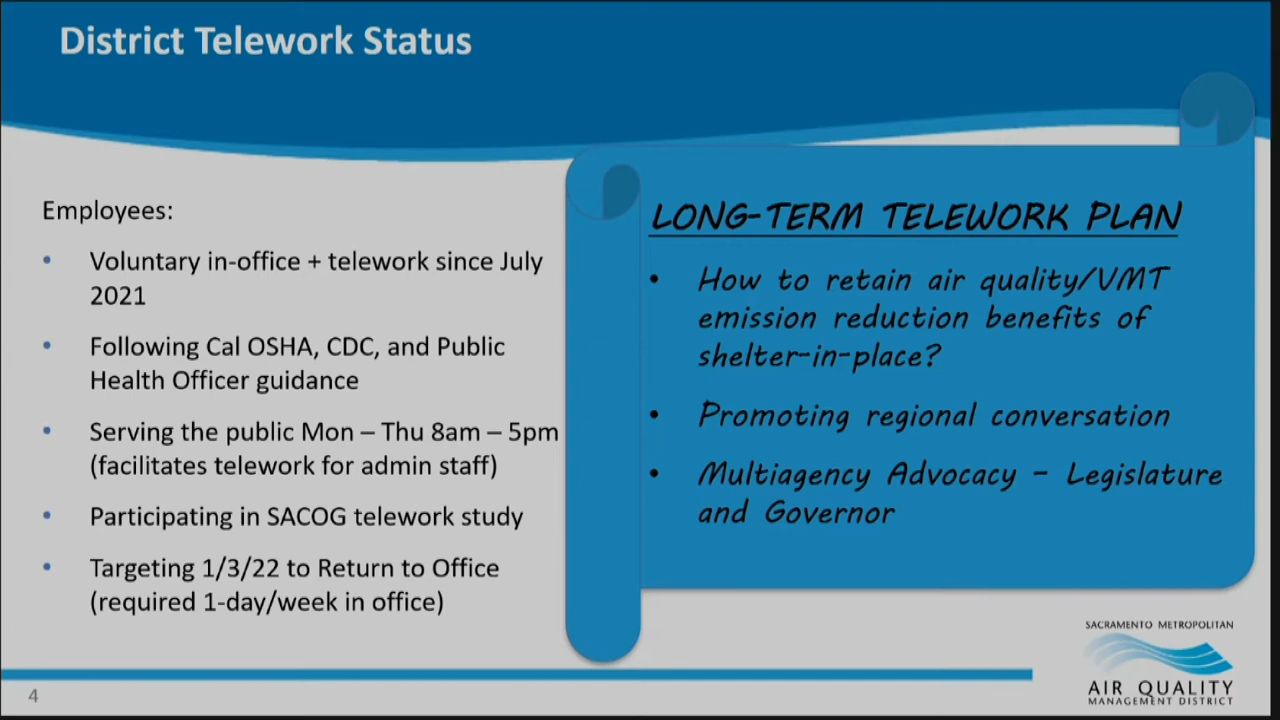 District Telework Status
Employees:
• Voluntary in-office + telework since July
2021
• Following Cal OSHA, CDC, and Public
Health Officer guidance
• Serving the public Mon – Thu 8am – 5pm
(facilitates telework for admin staff)
• Participating in SACOG telework study
• Targeting 1/3/22 to Return to Office
(required 1-day/week in office)
LONG-TERM TELEWORK PLAN
• How to retain air quality/VMT
emission reduction benefits of
shelter-in-place?
• Promoting regional conversation
• Multiagency Advocacy – Legislature
and Governor
4
SACRAMENTO METROPOLITAN
AIR QUALITY
MANAGEMENT DISTRICT